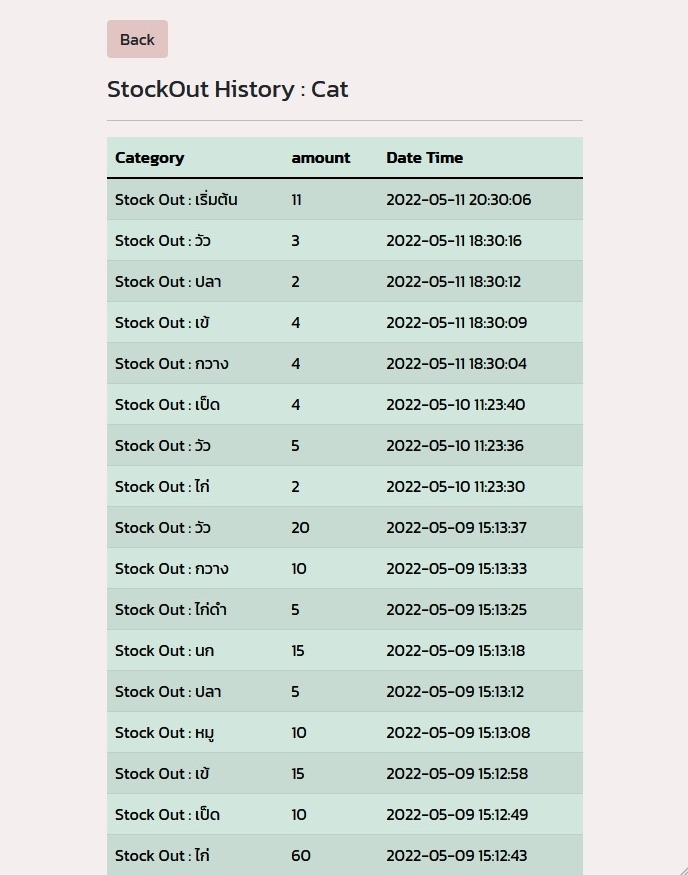 Back
StockOut History : Cat
Category amount Date Time
Stock Out : เริ่มต้น 11 2022-05-11 20:30:06
Stock Out : วัว 3 2022-05-11 18:30:16
Stock Out : ปลา 2 2022-05-11 18:30:12
Stock Out : เข้ 4 2022-05-11 18:30:09
Stock Out : กวาง 4 2022-05-11 18:30:04
Stock Out : เป็ด 4 2022-05-10 11:23:40
Stock Out : วัว 5 2022-05-10 11:23:36
Stock Out : ไก่ 2 2022-05-10 11:23:30
Stock Out : วัว 20 2022-05-09 15:13:37
Stock Out : กวาง 10 2022-05-09 15:13:33
Stock Out : ไก่ดำ 5 2022-05-09 15:13:25
Stock Out : นก 15 2022-05-09 15:13:18
Stock Out : ปลา 5 2022-05-09 15:13:12
Stock Out : หมู 10 2022-05-09 15:13:08
Stock Out : เข้ 15 2022-05-09 15:12:58
Stock Out : เป็ด 10 2022-05-09 15:12:49
Stock Out : ไก่ 60 2022-05-09 15:12:43